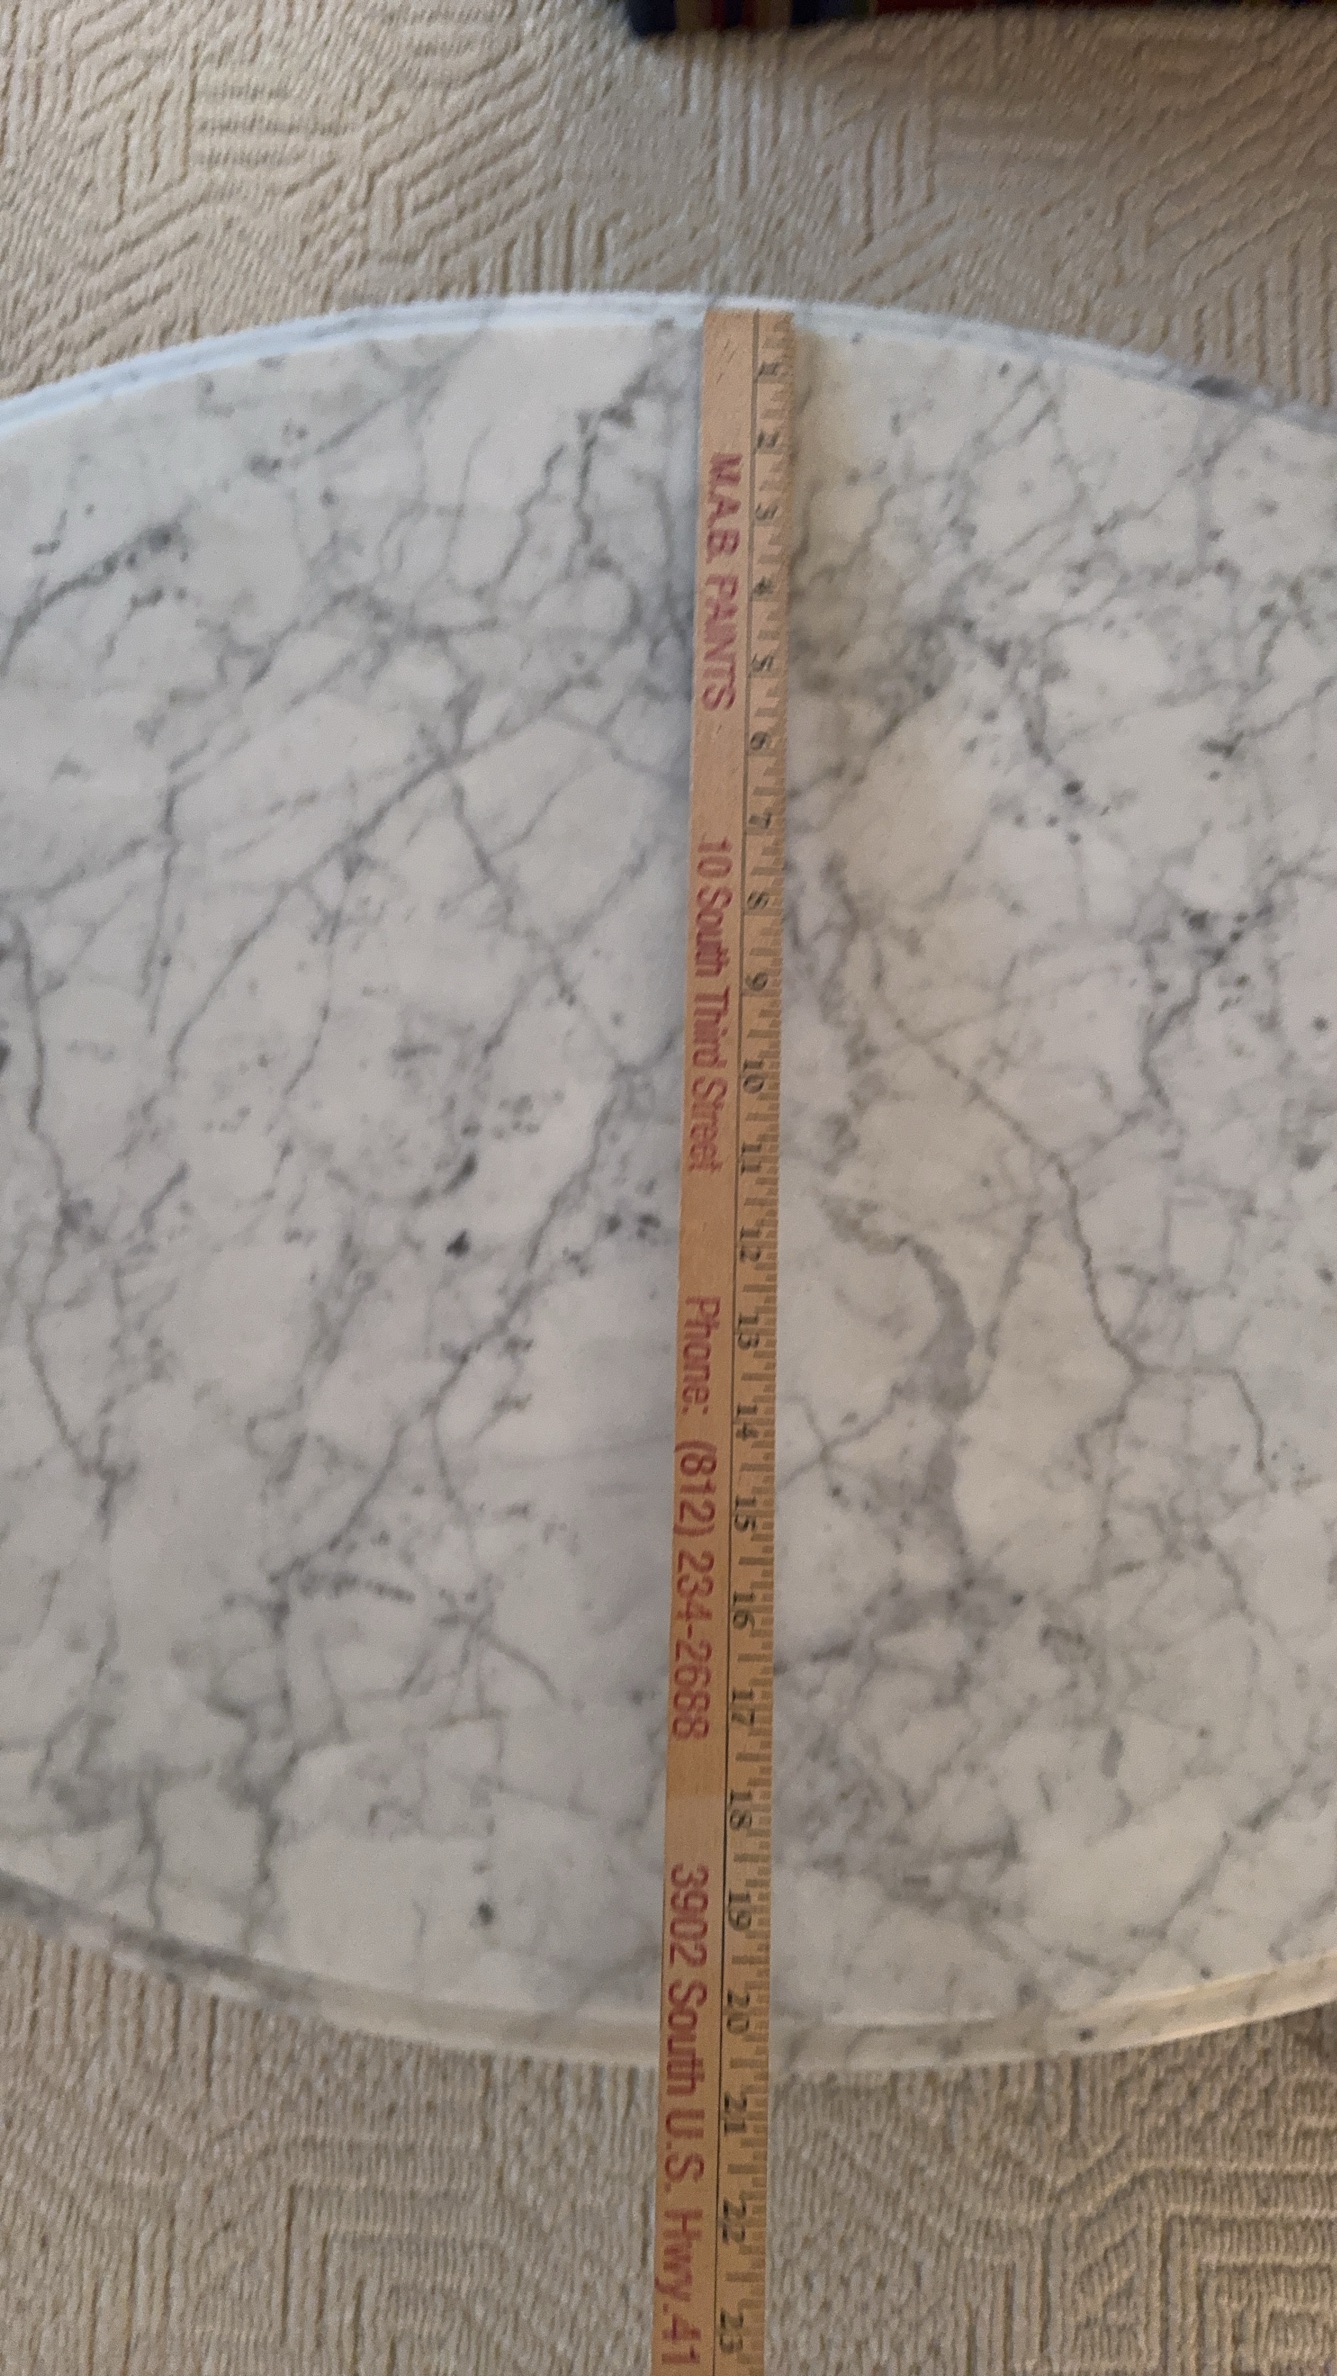 M.A.B. PAINTS 10 South Third Street Phone: (812) 234-2688 3902 South U.S. Hwy. 41
1 2 3 4 5 6 7 8 9 10 11 12 13 14 15 16 17 18 19 20 21 22 23